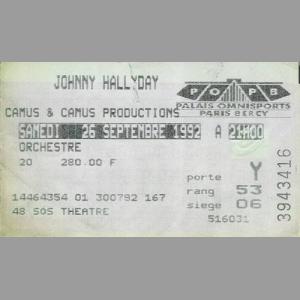 JOHNNY HALLYDAY
POPB
PALAIS OMNISPORTS
PARIS BERCY
CAMUS & CAMUS PRODUCTIONS
SAMEDI 26 SEPTEMBRE 1992 A 21H00
ORCHESTRE
20 280.00 F
porte Y
rang 53
siege 06
14464354 01 300792 167
48 SOS THEATRE
516031
3943416